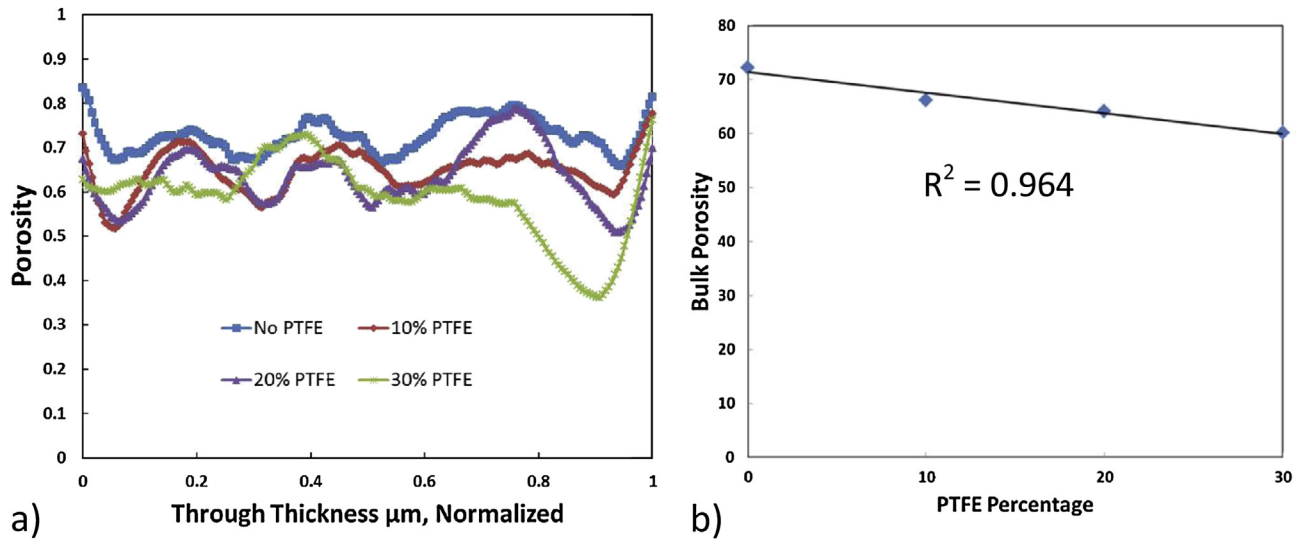 1
0.9
0.8
0.7
0.6
0.5
0.4
0.3
0.2
0.1
0
Porosity
No PTFE 10% PTFE
20% PTFE 30% PTFE
0 0.2 0.4 0.6 0.8 1
Through Thickness µm, Normalized
a)
80
70
60
50
40
30
20
10
0
Bulk Porosity
R² = 0.964
0 10 20 30
PTFE Percentage
b)